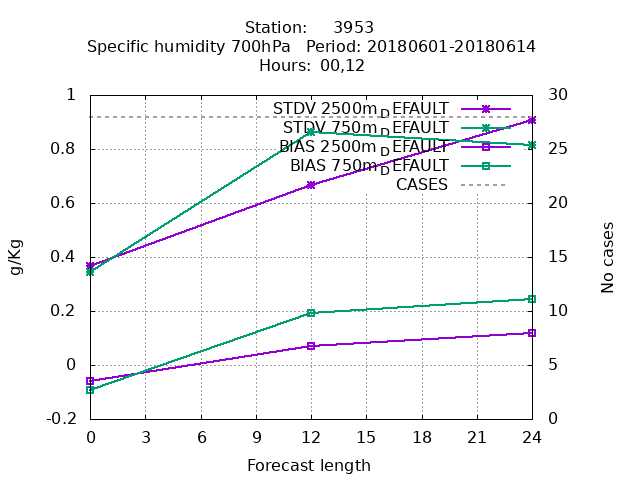 Station: 3953
Specific humidity 700hPa Period: 20180601-20180614
Hours: 00,12
1
0.8
0.6
0.4
0.2
0
-0.2
30
25
20
15
10
5
0
STDV 2500m_DEFAULT
STDV 750m_DEFAULT
BIAS 2500m_DEFAULT
BIAS 750m_DEFAULT
CASES
g/Kg
No cases
0 3 6 9 12 15 18 21 24
Forecast length